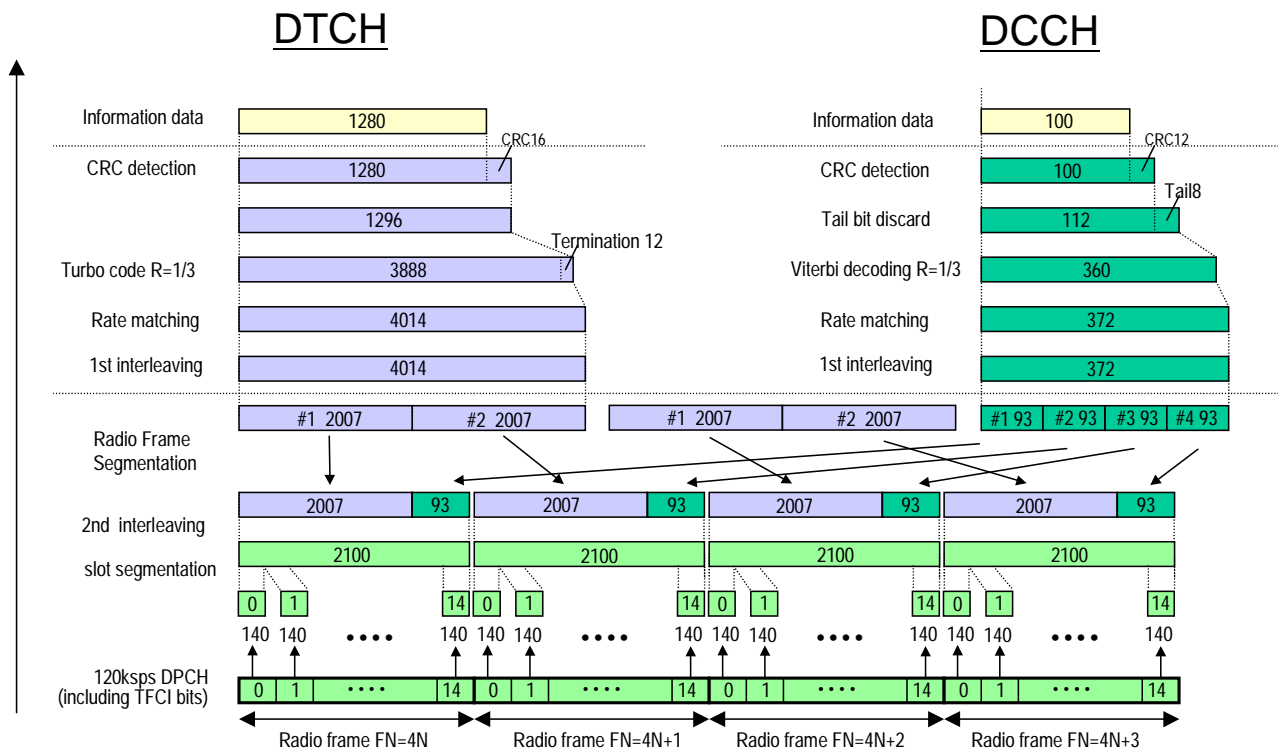 DTCH DCCH
Information data 1280 Information data 100
CRC16 CRC12
CRC detection 1280 CRC detection 100
Tail8
1296 Tail bit discard 112
Termination 12
Turbo code R=1/3 3888 Viterbi decoding R=1/3 360
Rate matching 4014 Rate matching 372
1st interleaving 4014 1st interleaving 372
#1 2007 #2 2007 #1 2007 #2 2007 #1 93 #2 93 #3 93 #4 93
Radio Frame
Segmentation
2007 93 2007 93 2007 93 2007 93
2nd interleaving
2100 2100 2100 2100
slot segmentation
0 1 14 0 1 14 0 1 14 0 1 14
140 140 •••• 140 140 140 •••• 140 140 140 •••• 140 140 140 •••• 140
120ksps DPCH
(including TFCI bits)
0 1 •••• 14 0 1 •••• 14 0 1 •••• 14 0 1 •••• 14
Radio frame FN=4N Radio frame FN=4N+1 Radio frame FN=4N+2 Radio frame FN=4N+3